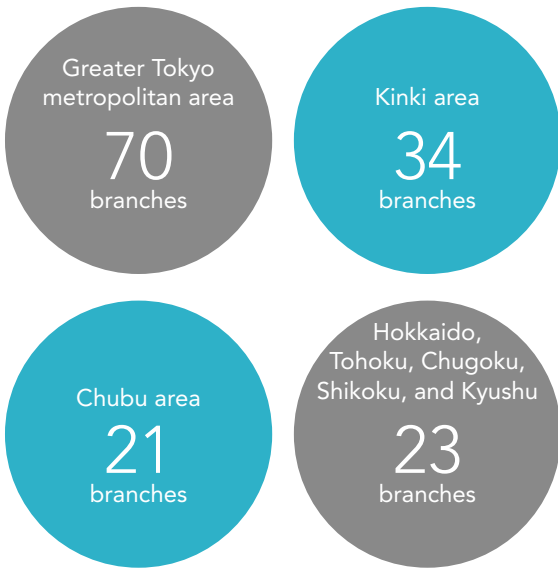 Greater Tokyo
metropolitan area
70
branches
Kinki area
34
branches
Chubu area
21
branches
Hokkaido,
Tohoku, Chugoku,
Shikoku, and Kyushu
23
branches